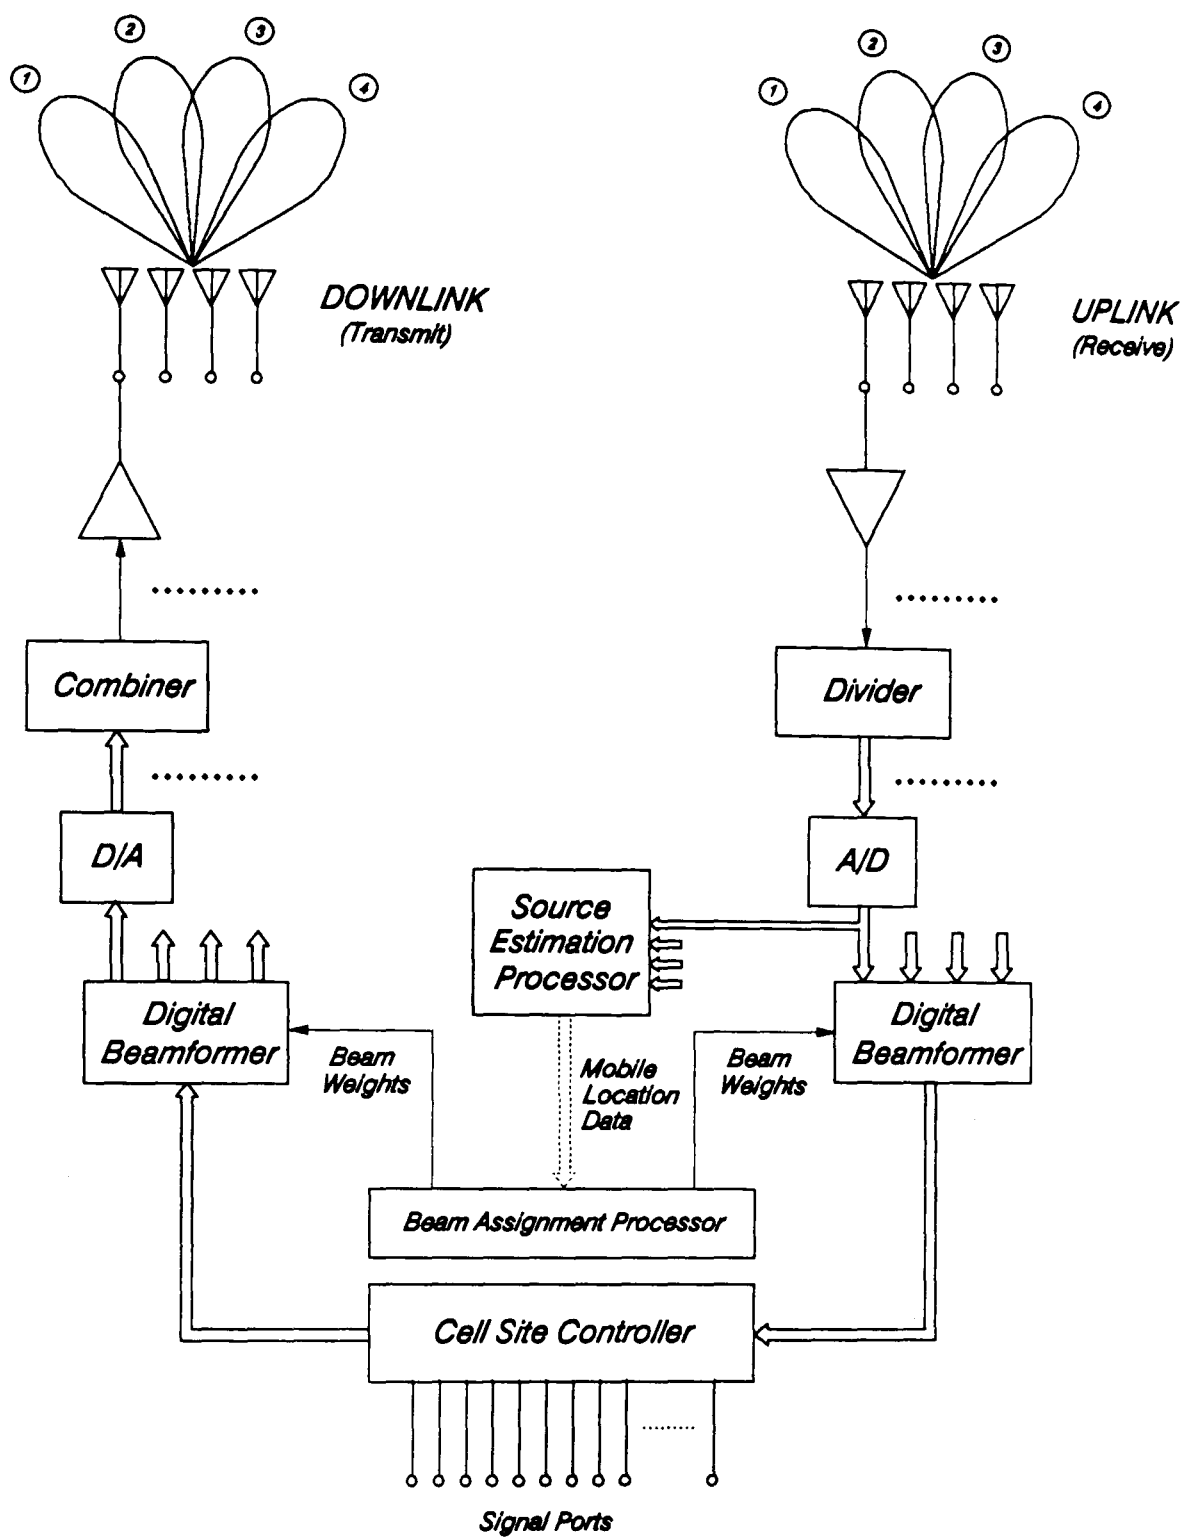 2
3
1
4
2
3
1
4
DOWNLINK
(Transmit)
UPLINK
(Receive)
Combiner
Divider
D/A
A/D
Source
Estimation
Processor
Digital
Beamformer
Digital
Beamformer
Beam
Weights
Mobile
Location
Data
Beam
Weights
Beam Assignment Processor
Cell Site Controller
Signal Ports